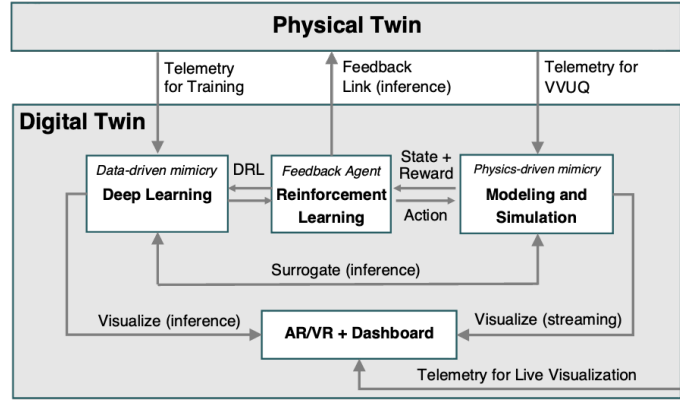 Physical Twin
Telemetry
for Training
Feedback
Link (inference)
Telemetry for
VVUQ
Digital Twin
Data-driven mimicry
Deep Learning
DRL
Feedback Agent
Reinforcement
Learning
State +
Reward
Action
Physics-driven mimicry
Modeling and
Simulation
Surrogate (inference)
Visualize (inference)
AR/VR + Dashboard
Visualize (streaming)
Telemetry for Live Visualization